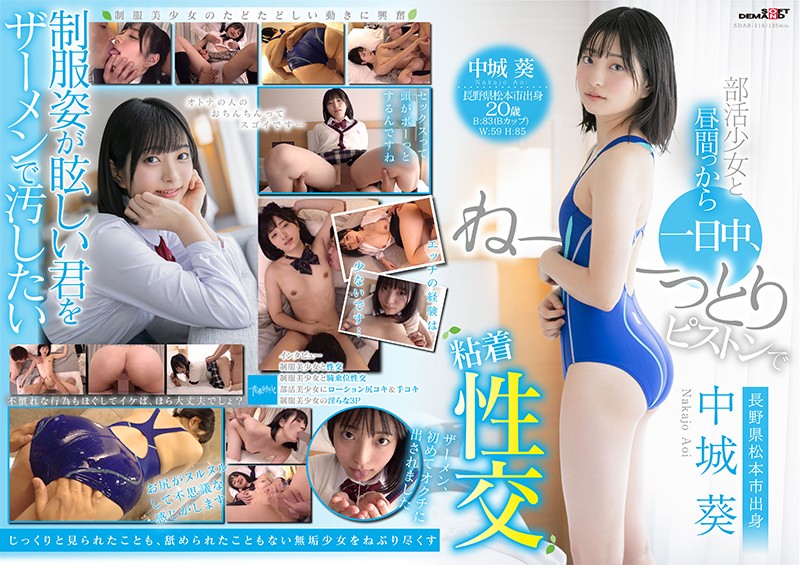 制服美少女のたどたどしい動きに興奮
制服姿が眩しい君を
ザーメンで汚したい
オトナの人の
おちんちんって
スゴイです…
セックスって
頭がボーっと
するんですね
エッチの経験は
少ないです…
インタビュー
制服美少女と性交
制服美少女と騎乗位性交
部活美少女にローション尻コキ&手コキ
制服美少女の淫らな3P
青春時代
不慣れな行為もほぐしてイケば、ほら大丈夫でしょ?
お尻がヌルヌル
して不思議な
感じがします
ザーメン、
初めてオクチに
出されました
じっくりと見られたことも、舐められたこともない無垢少女をねぶり尽くす
中城 葵
Nakajo Aoi
長野県松本市出身
20歳
B:83(Bカップ)
W:59 H:85
SOFT ON DEMAND
SDAB-118/135min.
部活少女と
昼間っから
一日中、
ねーっとり
ピストンで
粘着
性交
長野県松本市出身
中城 葵
Nakajo Aoi